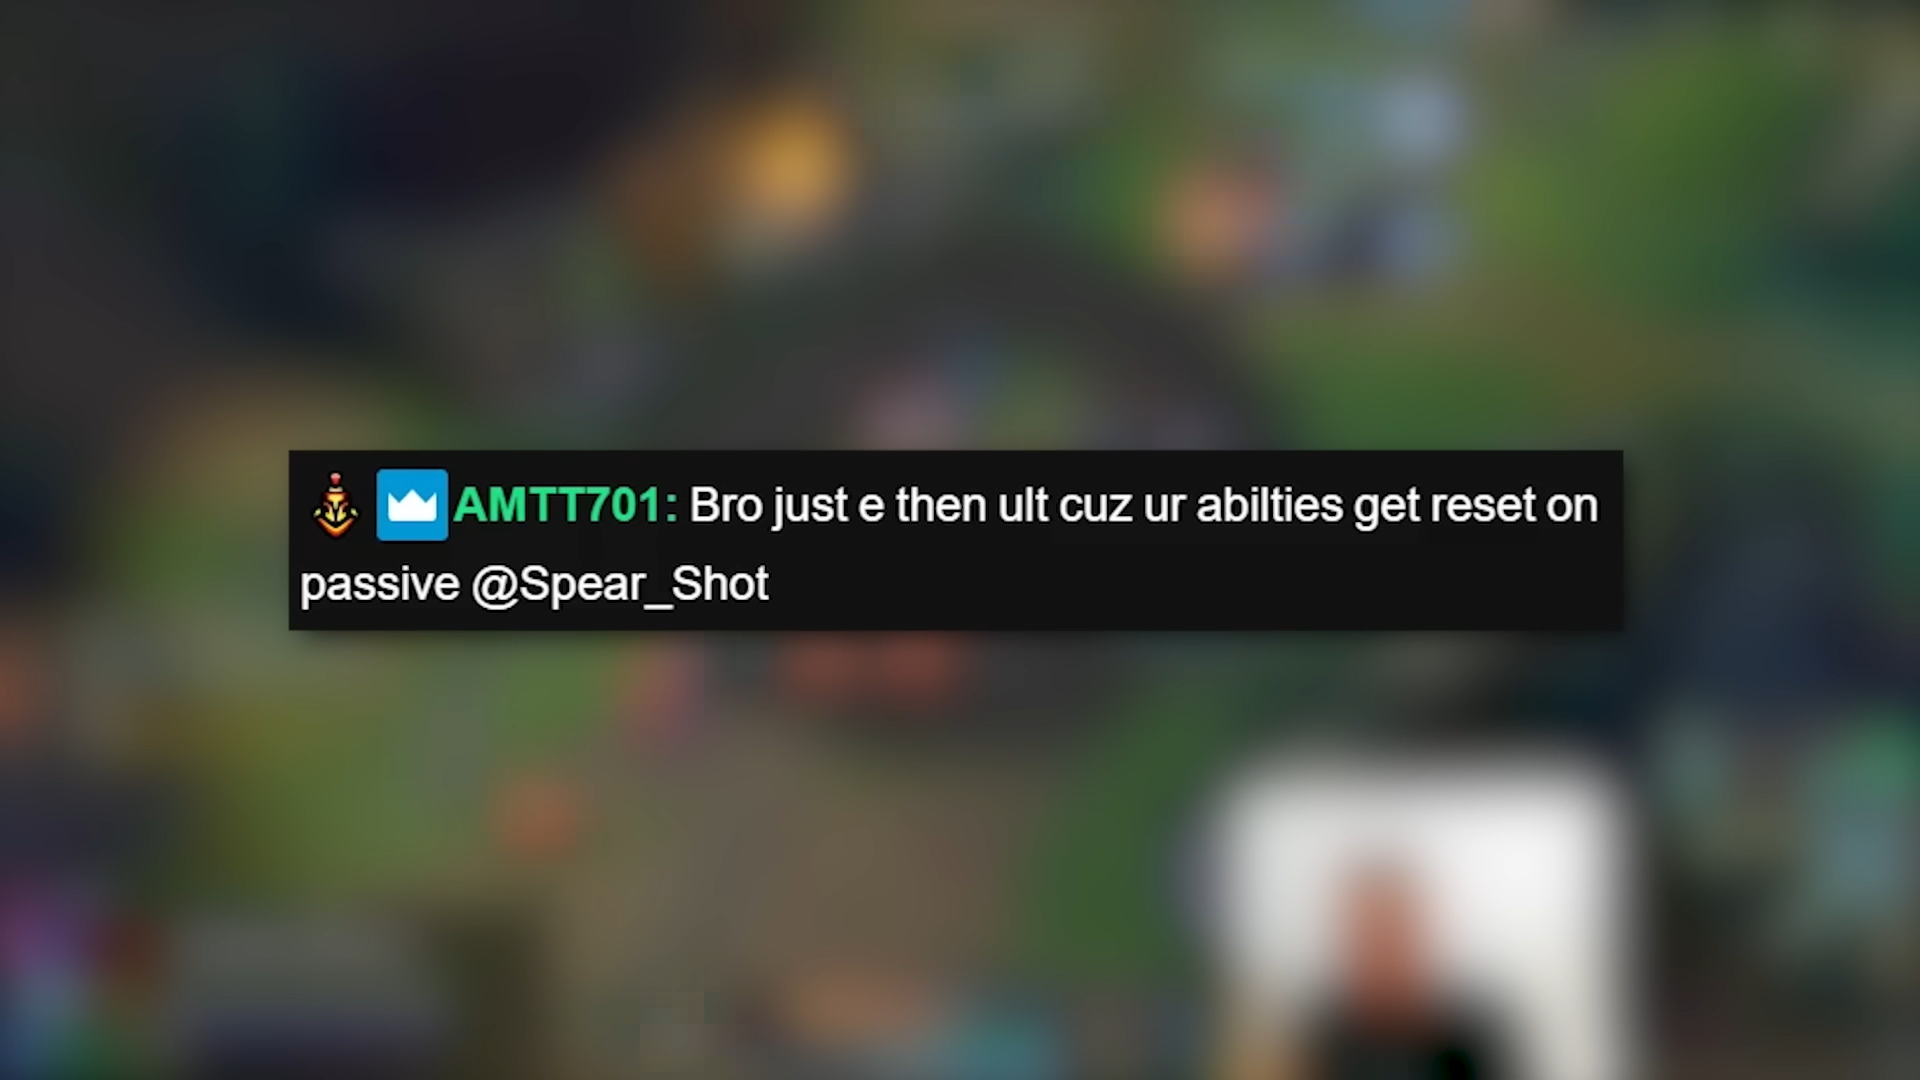 AMTT701: Bro just e then ult cuz ur abilties get reset on
passive @Spear_Shot